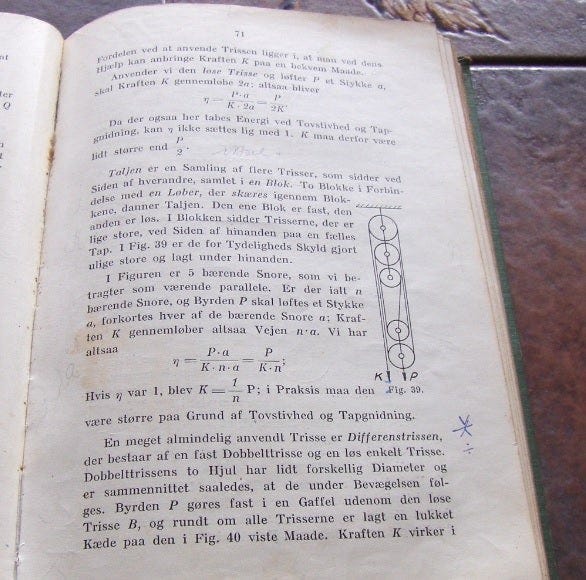 71
Fordelen ved at anvende Trissen ligger i, at man ved dens
Hjælp kan anbringe Kraften K paa en bekvem Maade.
Anvender vi den løse Trisse og løfter P et Stykke a,
skal Kraften K gennemløbe 2a; altsaa bliver
η = P · a / K · 2a = P / 2K.
Da der ogsaa her tabes Energi ved Tovstivhed og Tap-
gnidning, kan η ikke sættes lig med 1. K maa derfor være
lidt større end P/2.
Taljen er en Samling af flere Trisser, som sidder ved
Siden af hverandre, samlet i en Blok. To Blokke i Forbin-
delse med en Løber, der skæres igennem Blok-
kene, danner Taljen. Den ene Blok er fast, den
anden er løs. I Blokken sidder Trisserne, der er
lige store, ved Siden af hinanden paa en fælles
Tap. I Fig. 39 er de for Tydeligheds Skyld gjort
ulige store og lagt under hinanden.
I Figuren er 5 bærende Snore, som vi be-
tragter som værende parallele. Er der ialt n
bærende Snore, og Byrden P skal løftes et Stykke
a, forkortes hver af de bærende Snore a; Kraf-
ten K gennemløber altsaa Vejen n·a. Vi har
altsaa
η = P · a / K · n · a = P / K · n;
K P
Hvis η var 1, blev K = 1/n P; i Praksis maa den
Fig. 39.
være større paa Grund af Tovstivhed og Tapgnidning.
En meget almindelig anvendt Trisse er Differenstrissen,
der bestaar af en fast Dobbelttrisse og en løs enkelt Trisse.
Dobbelttrissens to Hjul har lidt forskellig Diameter og
er sammennittet saaledes, at de under Bevægelsen føl-
ges. Byrden P gøres fast i en Gaffel udenom den løse
Trisse B, og rundt om alle Trisserne er lagt en lukket
Kæde paa den i Fig. 40 viste Maade. Kraften K virker i